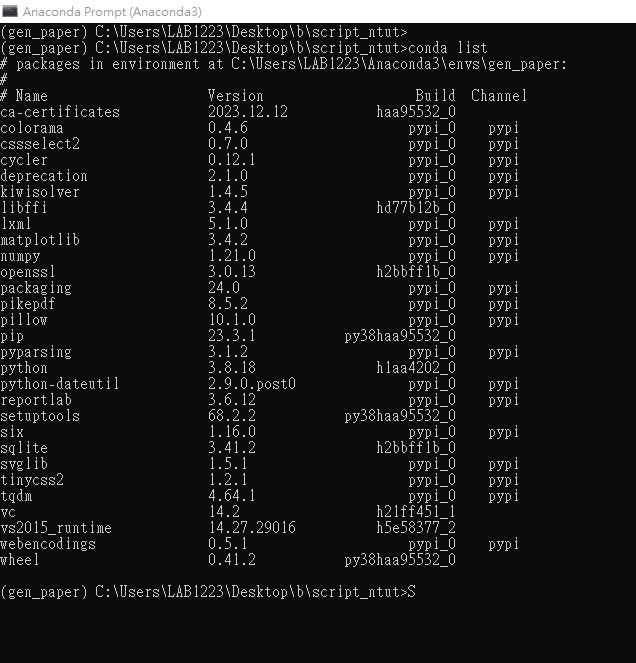 Anaconda Prompt (Anaconda3)
(gen_paper) C:\Users\LAB1223\Desktop\b\script_ntut>
(gen_paper) C:\Users\LAB1223\Desktop\b\script_ntut>conda list
# packages in environment at C:\Users\LAB1223\Anaconda3\envs\gen_paper:
#
# Name                    Version                   Build  Channel
ca-certificates           2023.12.12           haa95532_0
colorama                  0.4.6                    pypi_0    pypi
cssselect2                0.7.0                    pypi_0    pypi
cycler                    0.12.1                   pypi_0    pypi
deprecation               2.1.0                    pypi_0    pypi
kiwisolver                1.4.5                    pypi_0    pypi
libffi                    3.4.4                hd77b12b_0
lxml                      5.1.0                    pypi_0    pypi
matplotlib                3.4.2                    pypi_0    pypi
numpy                     1.21.0                   pypi_0    pypi
openssl                   3.0.13               h2bbff1b_0
packaging                 24.0                     pypi_0    pypi
pikepdf                   8.5.2                    pypi_0    pypi
pillow                    10.1.0                   pypi_0    pypi
pip                       23.3.1           py38haa95532_0
pyparsing                 3.1.2                    pypi_0    pypi
python                    3.8.18               h1aa4202_0
python-dateutil           2.9.0.post0              pypi_0    pypi
reportlab                 3.6.12                   pypi_0    pypi
setuptools                68.2.2           py38haa95532_0
six                       1.16.0                   pypi_0    pypi
sqlite                    3.41.2               h2bbff1b_0
svglib                    1.5.1                    pypi_0    pypi
tinycss2                  1.2.1                    pypi_0    pypi
tqdm                      4.64.1                   pypi_0    pypi
vc                        14.2                 h21ff451_1
vs2015_runtime            14.27.29016          h5e58377_2
webencodings              0.5.1                    pypi_0    pypi
wheel                     0.41.2           py38haa95532_0
(gen_paper) C:\Users\LAB1223\Desktop\b\script_ntut>S